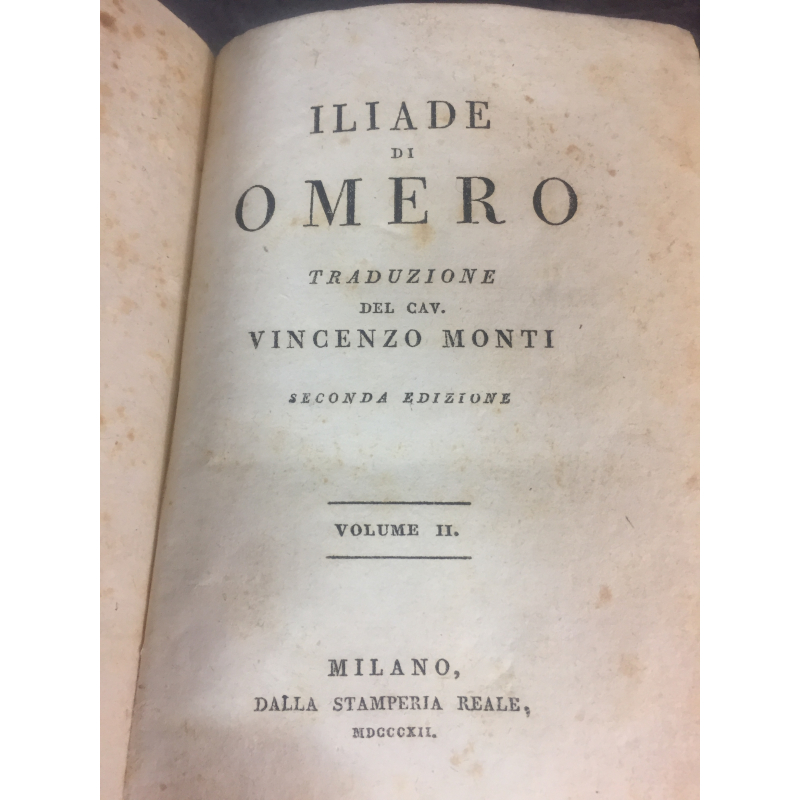 ILIADE
DI
OMERO
TRADUZIONE
DEL CAV.
VINCENZO MONTI
SECONDA EDIZIONE
VOLUME II.
MILANO,
DALLA STAMPERIA REALE,
MDCCCXII.